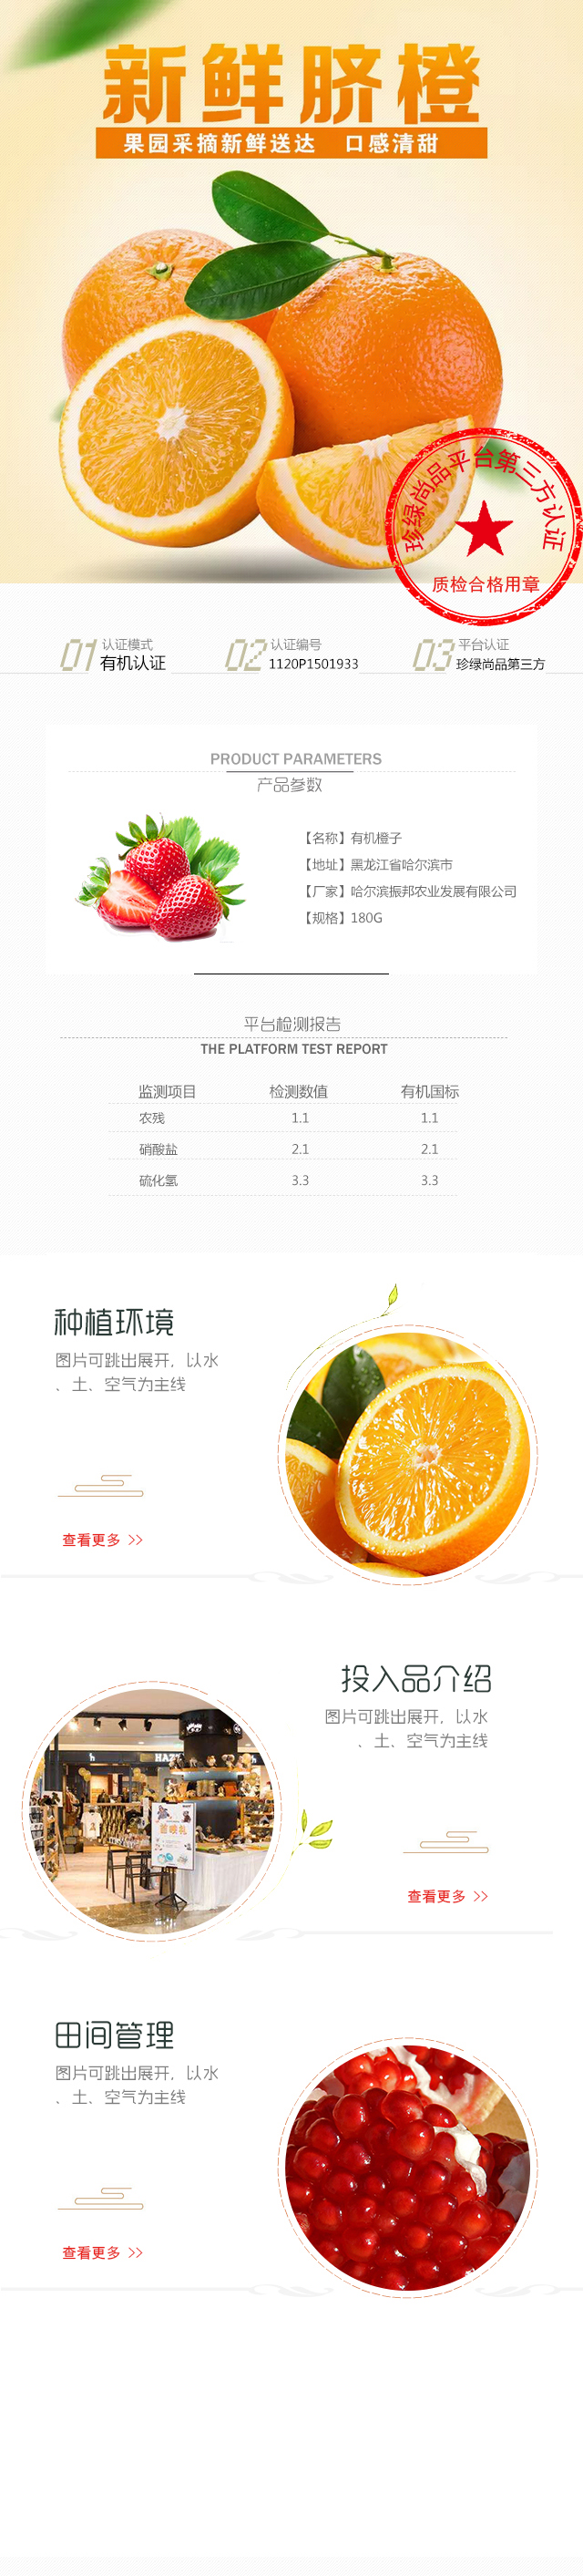 新鲜脐橙
果园采摘新鲜送达 口感清甜
珍绿尚品平台第三方认证
质检合格用章
01 认证模式
有机认证
02 认证编号
1120P1501933
03 平台认证
珍绿尚品第三方
PRODUCT PARAMETERS
产品参数
【名称】有机橙子
【地址】黑龙江省哈尔滨市
【厂家】哈尔滨振邦农业发展有限公司
【规格】180G
平台检测报告
THE PLATFORM TEST REPORT
监测项目 检测数值 有机国标
农残 1.1 1.1
硝酸盐 2.1 2.1
硫化氢 3.3 3.3
种植环境
图片可跳出展开，以水
、土、空气为主线
查看更多 >>
投入品介绍
图片可跳出展开，以水
、土、空气为主线
查看更多 >>
田间管理
图片可跳出展开，以水
、土、空气为主线
查看更多 >>